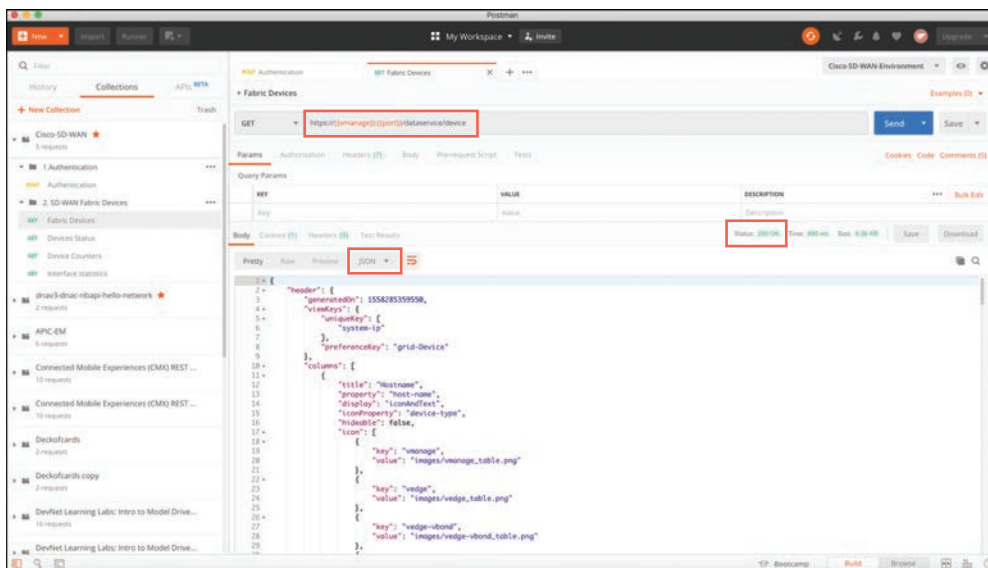 Postman
New
Import
Runner
My Workspace
Invite
Upgrade
Filter
History
Collections
APIs BETA
+ New Collection
Trash
Cisco-SD-WAN
5 requests
1.Authentication
POST Authentication
2. SD-WAN Fabric Devices
GET Fabric Devices
GET Devices Status
GET Device Counters
GET Interface Statistics
dnav3-dnac-nbapi-hello-network
2 requests
APIC-EM
6 requests
Connected Mobile Experiences (CMX) REST ...
10 requests
Connected Mobile Experiences (CMX) REST ...
10 requests
Deckofcards
2 requests
Deckofcards copy
2 requests
DevNet Learning Labs: Intro to Model Drive...
16 requests
DevNet Learning Labs: Intro to Model Drive...
POST Authentication
GET Fabric Devices
Cisco-SD-WAN-Environment
Fabric Devices
Examples (0)
GET
https://{{vmanage}}:{{port}}/dataservice/device
Send
Save
Params
Authorization
Headers (7)
Body
Pre-request Script
Tests
Cookies Code Comments (0)
Query Params
KEY
VALUE
DESCRIPTION
Bulk Edit
Key
Value
Description
Body
Cookies (1)
Headers (9)
Test Results
Status: 200 OK
Save
Download
Pretty
Raw
Preview
JSON
1 {
2 "header": {
3 "generatedOn": 1558285359550,
4 "viewKeys": {
5 "uniqueKey": [
6 "system-ip"
7 ],
8 "preferenceKey": "grid-Device"
9 },
10 "columns": [
11 {
12 "title": "Hostname",
13 "property": "host-name",
14 "display": "iconAndText",
15 "iconProperty": "device-type",
16 "hideable": false,
17 "icon": [
18 {
19 "key": "vmanage",
20 "value": "images/vmanage_table.png"
21 },
22 {
23 "key": "vedge",
24 "value": "images/vedge_table.png"
25 },
26 {
27 "key": "vedge-vbond",
28 "value": "images/vedge-vbond_table.png"
29 },
Bootcamp
Build
Browse